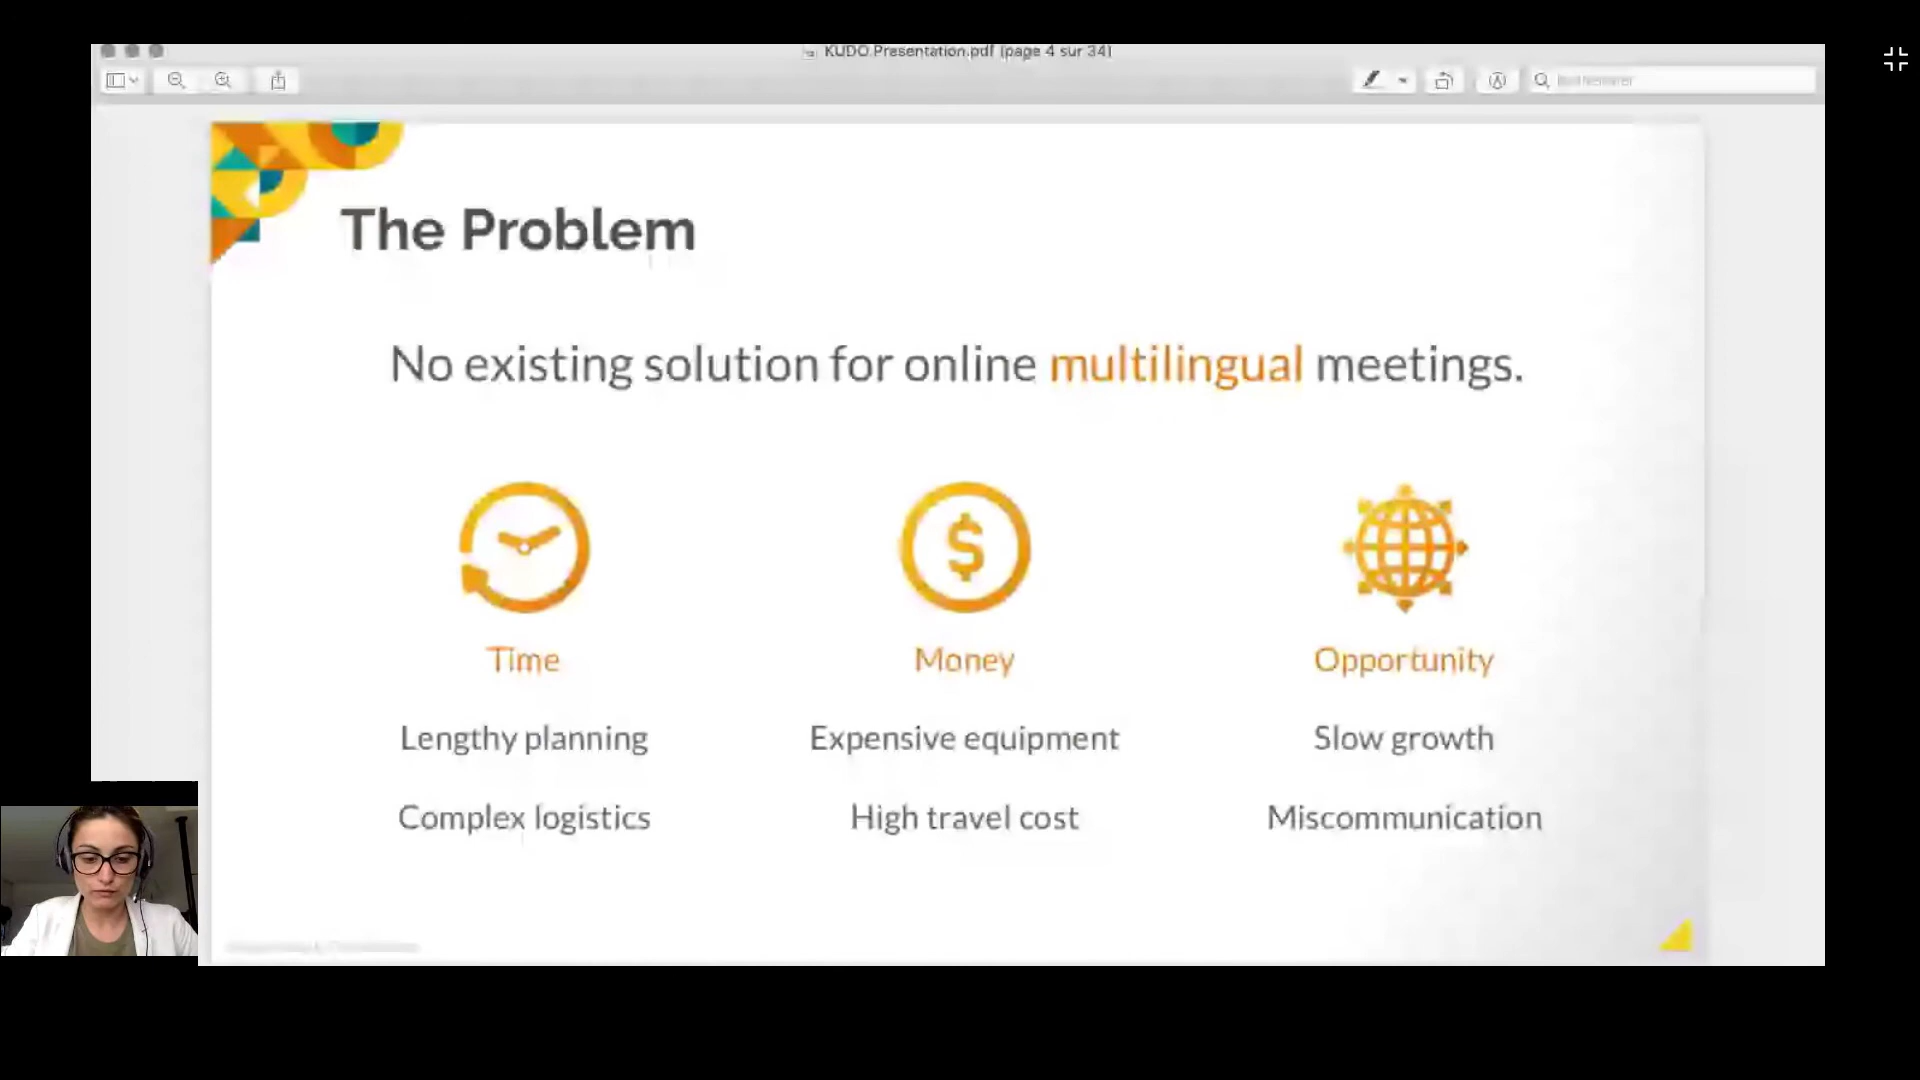 KUDO Presentation.pdf (page 4 sur 34)
The Problem
No existing solution for online multilingual meetings.
Time
Money
Opportunity
Lengthy planning
Expensive equipment
Slow growth
Complex logistics
High travel cost
Miscommunication